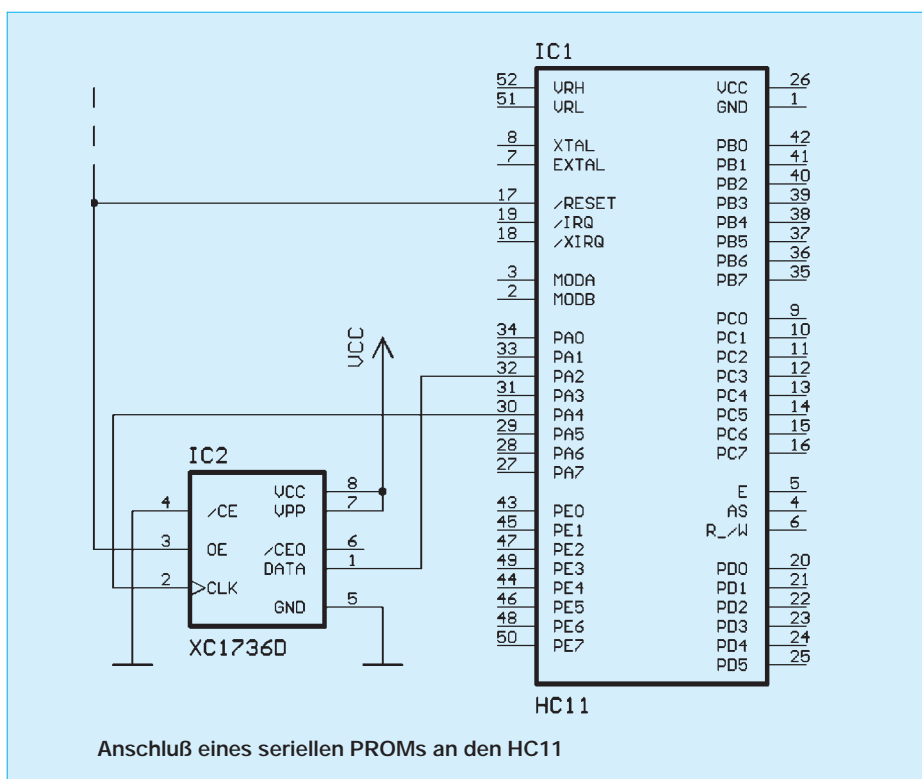 IC1
52 VRH VCC 26
51 VRL GND 1
8 XTAL PB0 42
7 EXTAL PB1 41
PB2 40
17 /RESET PB3 39
19 /IRQ PB4 38
18 /XIRQ PB5 37
PB6 36
3 MODA PB7 35
2 MODB
PC0 9
34 PA0 PC1 10
33 PA1 PC2 11
32 PA2 PC3 12
31 PA3 PC4 13
30 PA4 PC5 14
29 PA5 PC6 15
28 PA6 PC7 16
27 PA7
E 5
43 PE0 AS 4
45 PE1 R_/W 6
47 PE2
49 PE3 PD0 20
44 PE4 PD1 21
46 PE5 PD2 22
48 PE6 PD3 23
50 PE7 PD4 24
PD5 25
HC11
VCC
IC2
VCC 8
4 /CE VPP 7
3 OE /CEO 6
DATA 1
2 CLK
GND 5
XC1736D
Anschluß eines seriellen PROMs an den HC11